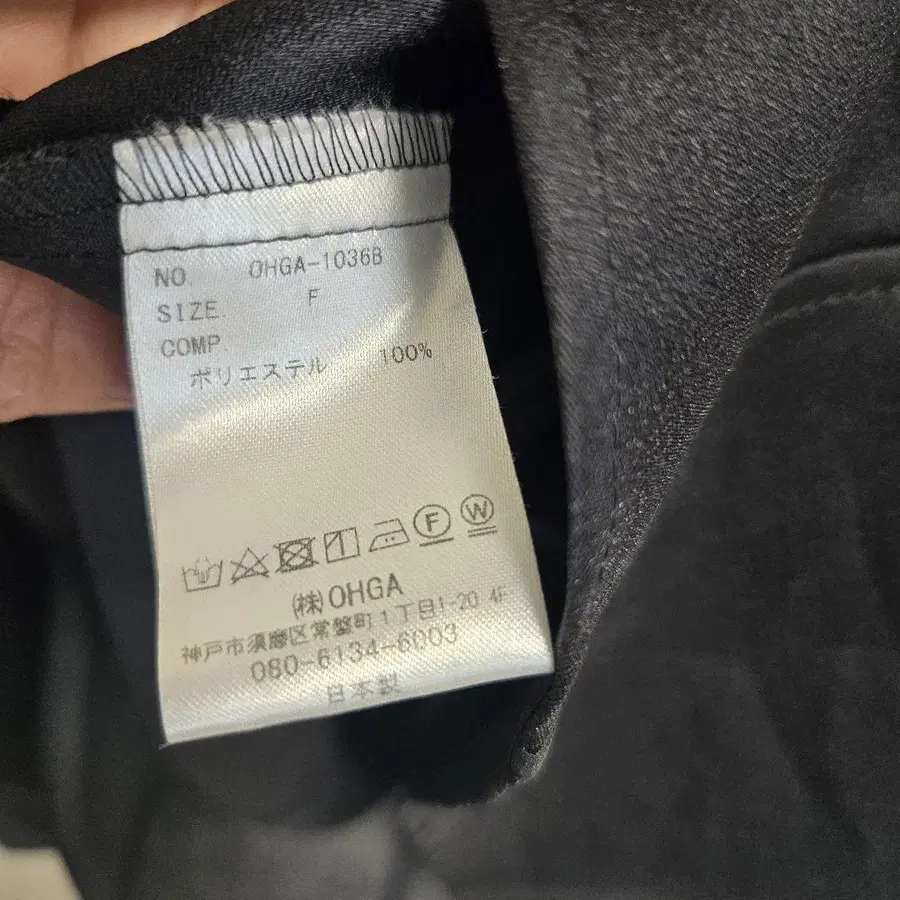 NO. OHGA-1036B
SIZE F
COMP.
ポリエステル 100%
F W
(株)OHGA
神戸市須磨区常盤町1丁目1-20 4F
080-6134-6003
日本製